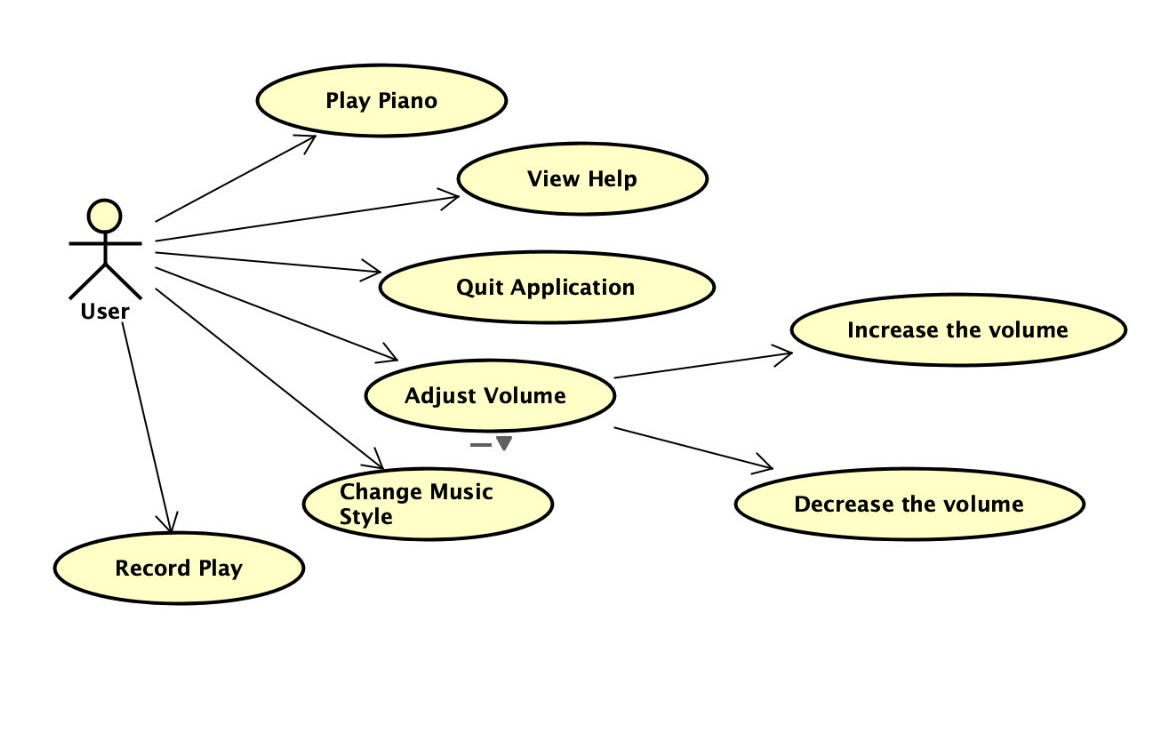 Play Piano
View Help
Quit Application
User
Increase the volume
Adjust Volume
Change Music
Style
Decrease the volume
Record Play